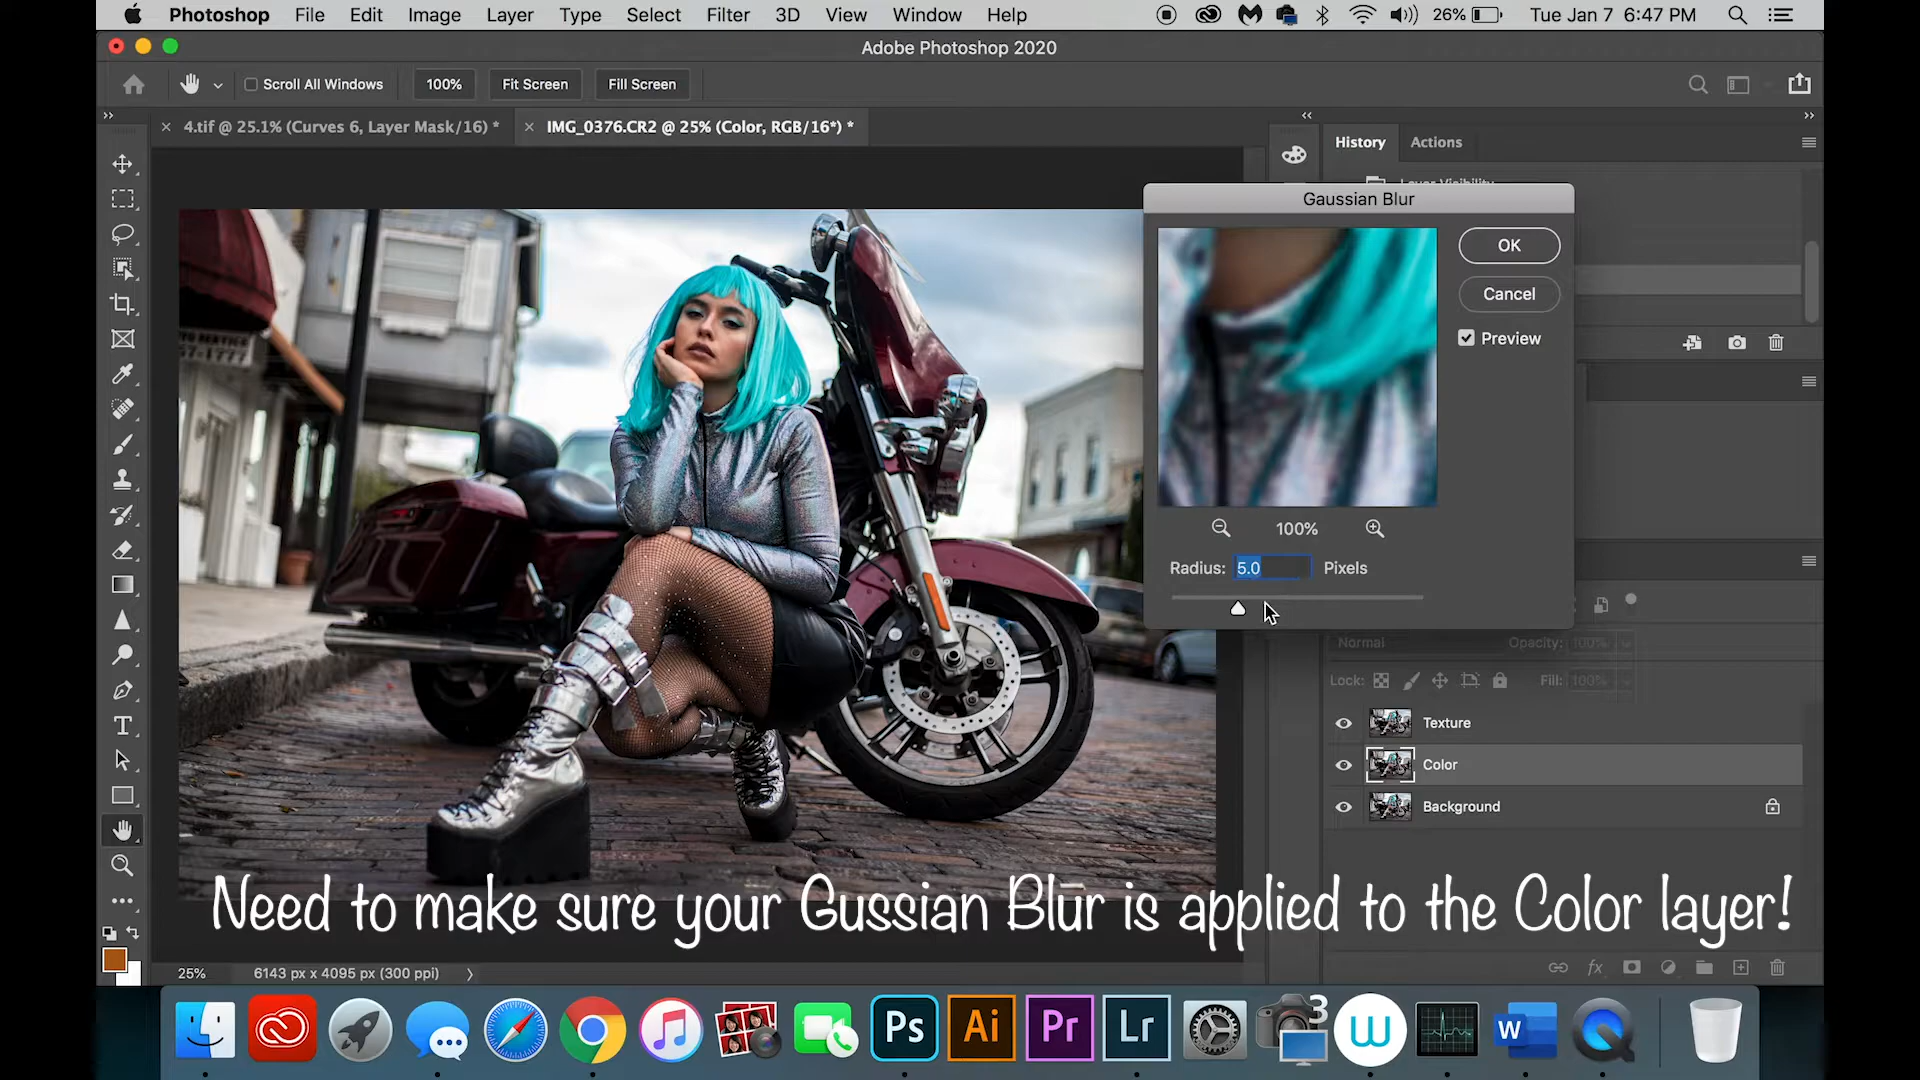 Photoshop File Edit Image Layer Type Select Filter 3D View Window Help 26% Tue Jan 7 6:47 PM
Adobe Photoshop 2020
Scroll All Windows 100% Fit Screen Fill Screen
4.tif @ 25.1% (Curves 6, Layer Mask/16) * IMG_0376.CR2 @ 25% (Color, RGB/16*) *
History Actions
Layer Visibility
Gaussian Blur
OK
Cancel
Preview
100%
Radius: 5.0 Pixels
Normal Opacity: 100%
Lock: Fill: 100%
Texture
Color
Background
Need to make sure your Gussian Blur is applied to the Color layer!
fx
25% 6143 px x 4095 px (300 ppi)
Ps Ai Pr Lr 3 W W